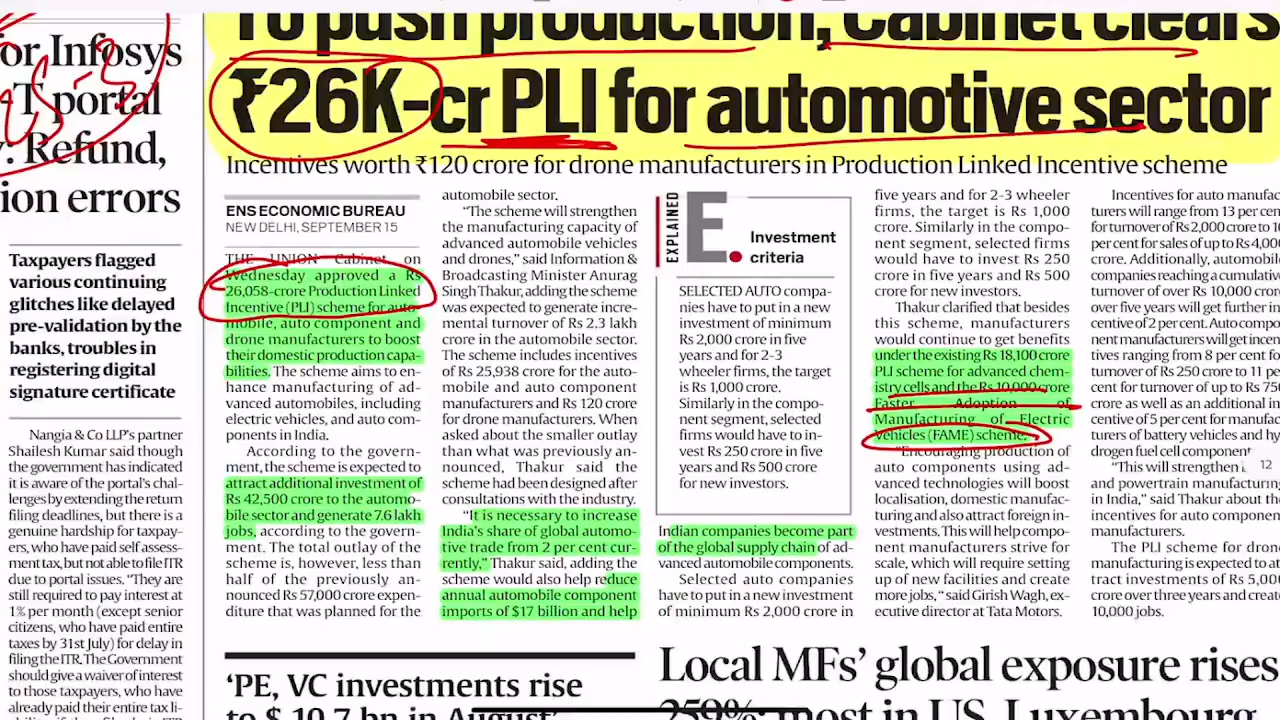 or Infosys
-T portal
. Refund,
ion errors
Taxpayers flagged
various continuing
glitches like delayed
pre-validation by the
banks, troubles in
registering digital
signature certificate
Nangia & Co LLP's partner
Shailesh Kumar said though
the government has indicated
it is aware of the portal's chal-
lenges by extending the return
filing deadlines, but there is a
genuine hardship for taxpay-
ers, who have paid self assess-
ment tax, but not able to file ITR
due to portal issues. "They are
still required to pay interest at
1% per month (except senior
citizens, who have paid entire
taxes by 31st July) for delay in
filing the ITR. The Government
should give a waiver of interest
to those taxpayers, who have
already paid their entire tax li-
To push production, Cabinet clears
₹26K-cr PLI for automotive sector
Incentives worth ₹120 crore for drone manufacturers in Production Linked Incentive scheme
ENS ECONOMIC BUREAU
NEW DELHI, SEPTEMBER 15
THE UNION Cabinet on
Wednesday approved a Rs
26,058-crore Production Linked
Incentive (PLI) scheme for auto-
mobile, auto component and
drone manufacturers to boost
their domestic production capa-
bilities. The scheme aims to en-
hance manufacturing of ad-
vanced automobiles, including
electric vehicles, and auto com-
ponents in India.
According to the govern-
ment, the scheme is expected to
attract additional investment of
Rs 42,500 crore to the automo-
bile sector and generate 7.6 lakh
jobs, according to the govern-
ment. The total outlay of the
scheme is, however, less than
half of the previously an-
nounced Rs 57,000 crore expen-
diture that was planned for the
automobile sector.
"The scheme will strengthen
the manufacturing capacity of
advanced automobile vehicles
and drones," said Information &
Broadcasting Minister Anurag
Singh Thakur, adding the scheme
was expected to generate incre-
mental turnover of Rs 2.3 lakh
crore. The scheme includes
incentives of Rs 25,938 crore for the auto-
mobile and auto component
manufacturers and Rs 120 crore
for drone manufacturers. When
asked about the smaller outlay
than what was previously an-
nounced, Thakur said the
scheme had been designed after
consultations with the industry.
"It is necessary to increase
India's share of global automo-
tive trade from 2 per cent cur-
rently," Thakur said, adding the
scheme would also help reduce
annual automobile component
imports of $17 billion and help
EXPLAINED
E.
Investment
criteria
SELECTED AUTO compa-
nies have to put in a new
investment of minimum
Rs 2,000 crore in five
years and for 2-3
wheeler firms, the target
is Rs 1,000 crore.
Similarly in the compo-
nent segment, selected
firms would have to in-
vest Rs 250 crore in five
years and Rs 500 crore
for new investors.
Indian companies become part
of the global supply chain of ad-
vanced automobile components.
Selected auto companies
have to put in a new investment
of minimum Rs 2,000 crore in
five years and for 2-3 wheeler
firms, the target is Rs 1,000
crore. Similarly in the compo-
nent segment, selected firms
would have to invest Rs 250
crore in five years and Rs 500
crore for new investors.
Thakur clarified that besides
this scheme, manufacturers
would continue to get benefits
under the existing Rs 18,100 crore
PLI scheme for advanced chem-
istry cells and the Rs 10,000 crore
Faster Adoption of
Manufacturing of Electric
Vehicles (FAME) scheme.
"Encouraging production of
auto components using ad-
vanced technologies will boost
localisation, domestic manufac-
turing and also attract foreign in-
vestments. This will help compo-
nent manufacturers strive for
scale, which will require setting
up of new facilities and create
more jobs," said Girish Wagh, ex-
ecutive director at Tata Motors.
Incentives for auto manufac-
turers will range from 13 per cen
for turnover of Rs 2,000 crore to 1
per cent for sales of up to Rs 4,00
crore. Additionally, automobil
companies reaching a cumulativ
turnover of over Rs 10,000 cror
over five years will get further in
centive of 2 per cent. Auto compo
nent manufacturers will get incen
tives ranging from 8 per cent fo
turnover of Rs 250 crore to 11 pe
cent for turnover of up to Rs 75
crore as well as an additional in
centive of 5 per cent for manufac
turers of battery vehicles and hy
drogen fuel cell component
"This will strengthen
and powertrain manufacturing
in India," said Thakur about the
incentives for auto component
manufacturers.
The PLI scheme for dron
manufacturing is expected to at
tract investments of Rs 5,00
crore over three years and create
10,000 jobs.
12
'PE, VC investments rise
to $ 10.7 bn in August'
Local MFs' global exposure rises
259%; most in US, Luxembourg